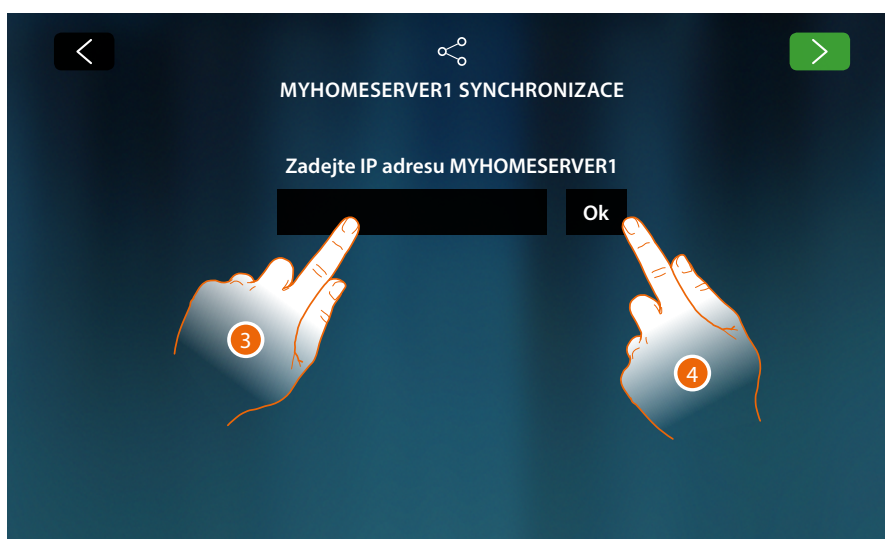 MYHOMESERVER1 SYNCHRONIZACE
Zadejte IP adresu MYHOMESERVER1
Ok
3
4